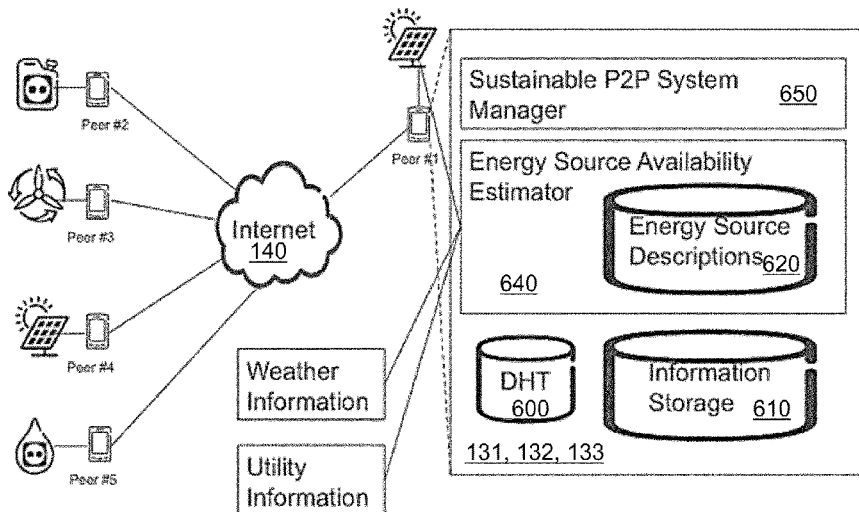 Peer #2
Peer #3
Peer #4
Peer #5
Internet
140
Peer #1
Weather
Information
Utility
Information
Sustainable P2P System
Manager
650
Energy Source Availability
Estimator
Energy Source
Descriptions
620
640
DHT
600
Information
Storage
610
131, 132, 133